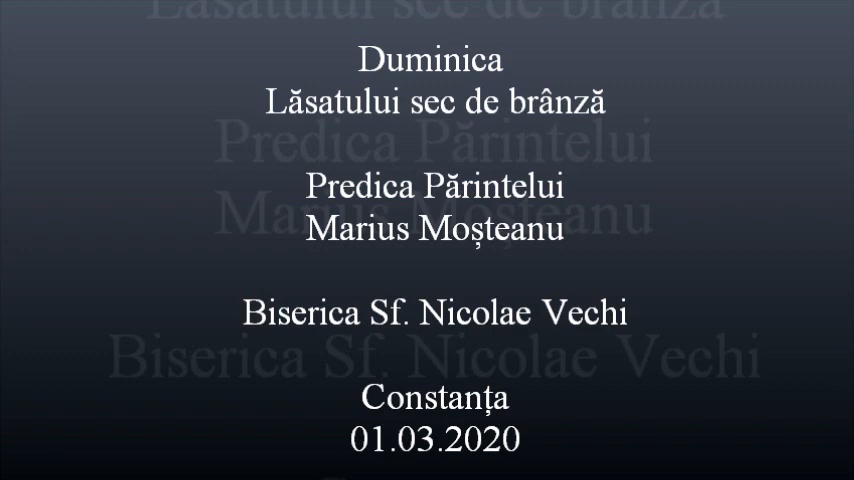 Duminica
Lăsatului sec de brânză
Predica Părintelui
Marius Moșteanu
Biserica Sf. Nicolae Vechi
Constanța
01.03.2020